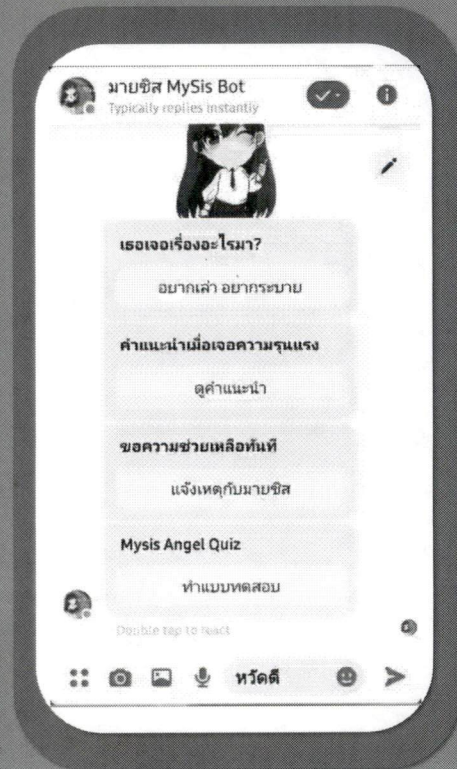 มายซิส MySis Bot
Typically replies instantly
เธอเจอเรื่องอะไรมา?
อยากเล่า อยากระบาย
คำแนะนำเมื่อเจอความรุนแรง
ดูคำแนะนำ
ขอความช่วยเหลือทันที
แจ้งเหตุกับมายซิส
Mysis Angel Quiz
ทำแบบทดสอบ
Double tap to react
หวัดดี